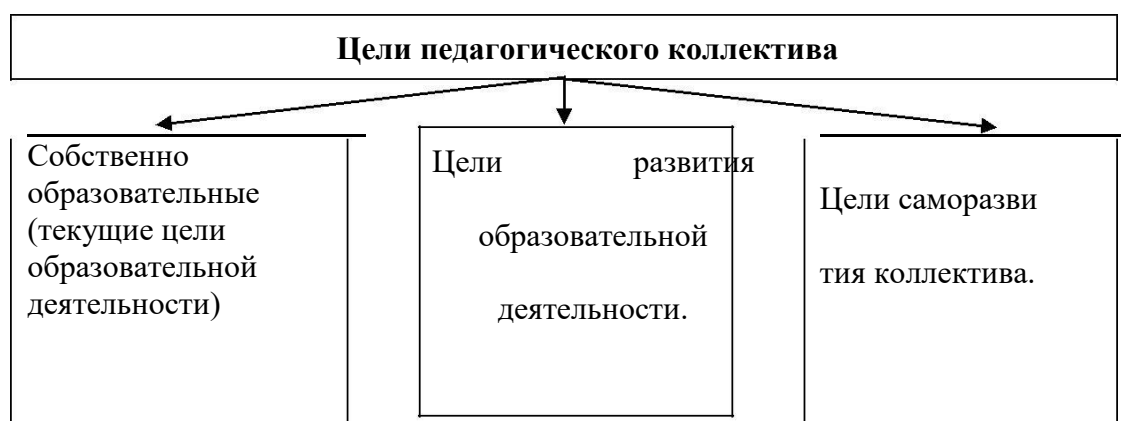 Цели педагогического коллектива
Собственно
образовательные
(текущие цели
образовательной
деятельности)
Цели развития
образовательной
деятельности.
Цели саморазви
тия коллектива.